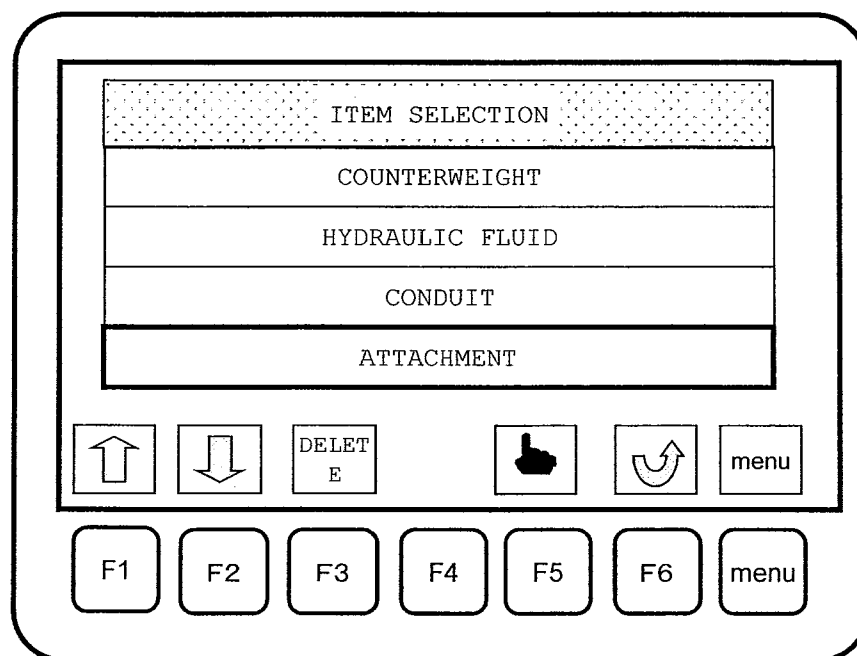 ITEM SELECTION
COUNTERWEIGHT
HYDRAULIC FLUID
CONDUIT
ATTACHMENT
DELET
E
menu
F1 F2 F3 F4 F5 F6 menu